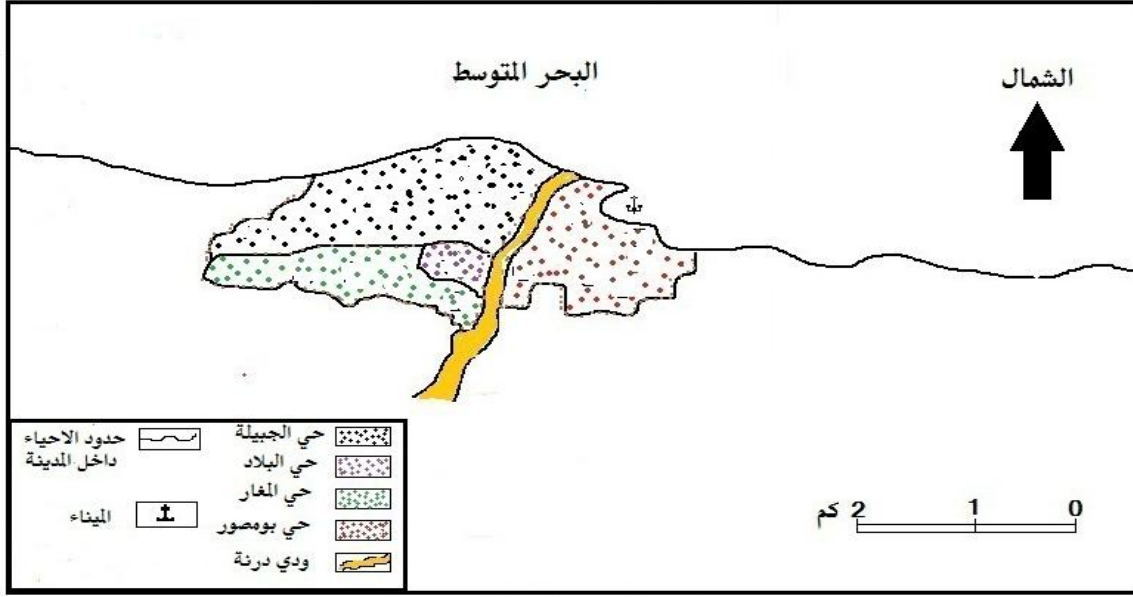 البحر المتوسط
الشمال
حي الجبيلة
حي البلاد
حي المغار
حي بومصور
ودي درنة
حدود الاحياء
داخل المدينة
الميناء
0 1 2 كم